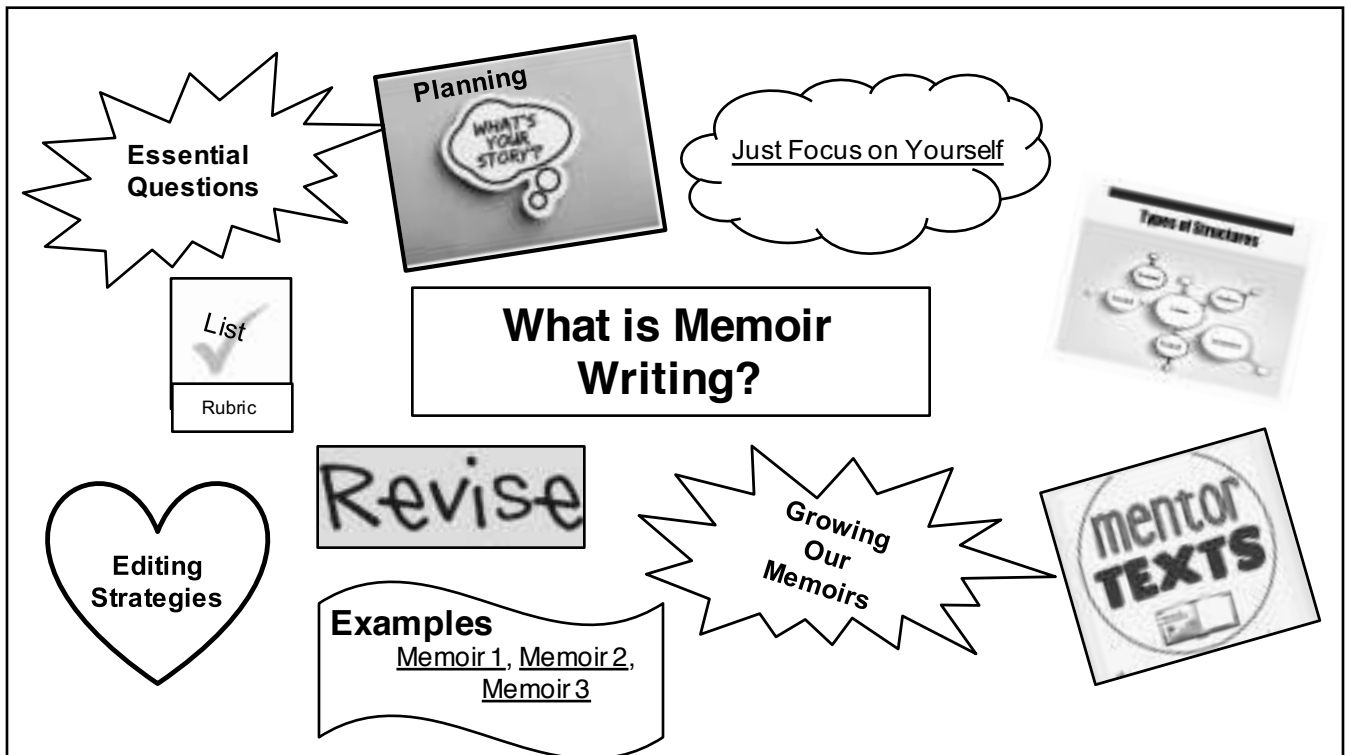 Planning
WHAT'S
YOUR
STORY?
Essential
Questions
Just Focus on Yourself
Types of Structures
List
Rubric
What is Memoir
Writing?
Revise
Growing
Our
Memoirs
mentor
TEXTS
Editing
Strategies
Examples
Memoir 1, Memoir 2,
Memoir 3